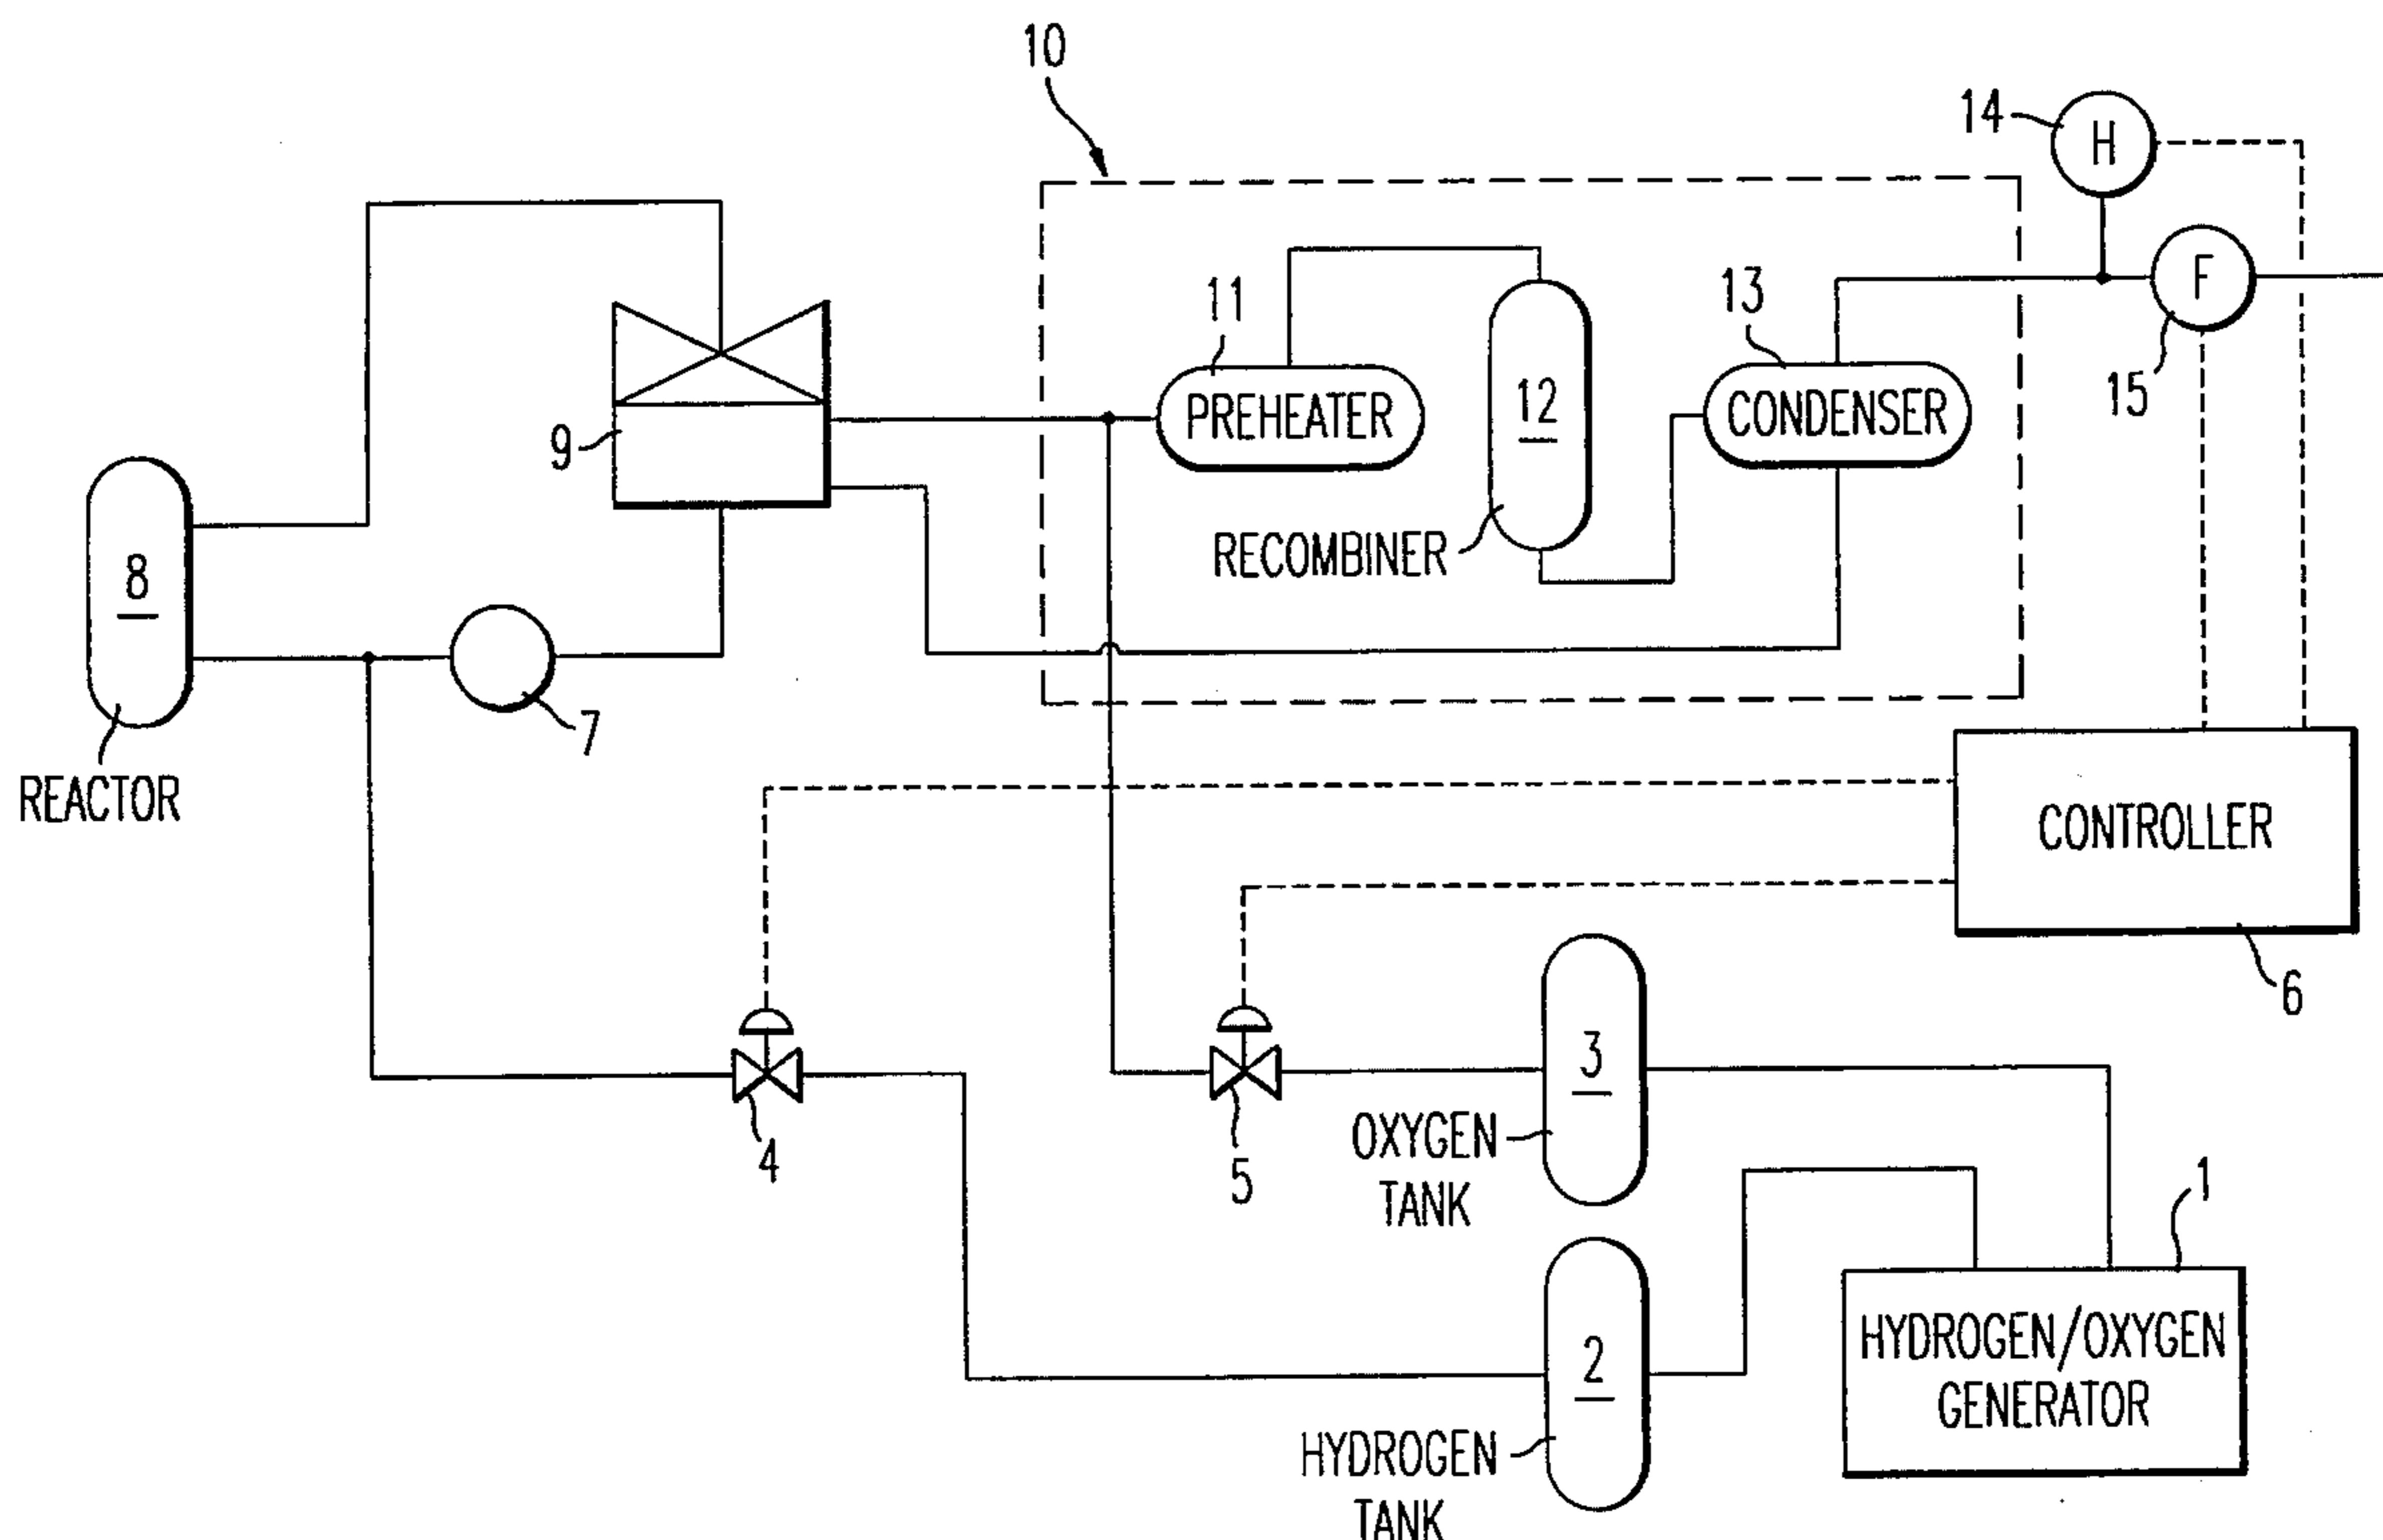 10
14
H
F
15
11
PREHEATER
12
RECOMBINER
13
CONDENSER
9
8
REACTOR
7
CONTROLLER
6
4
5
3
OXYGEN
TANK
2
HYDROGEN
TANK
1
HYDROGEN/OXYGEN
GENERATOR